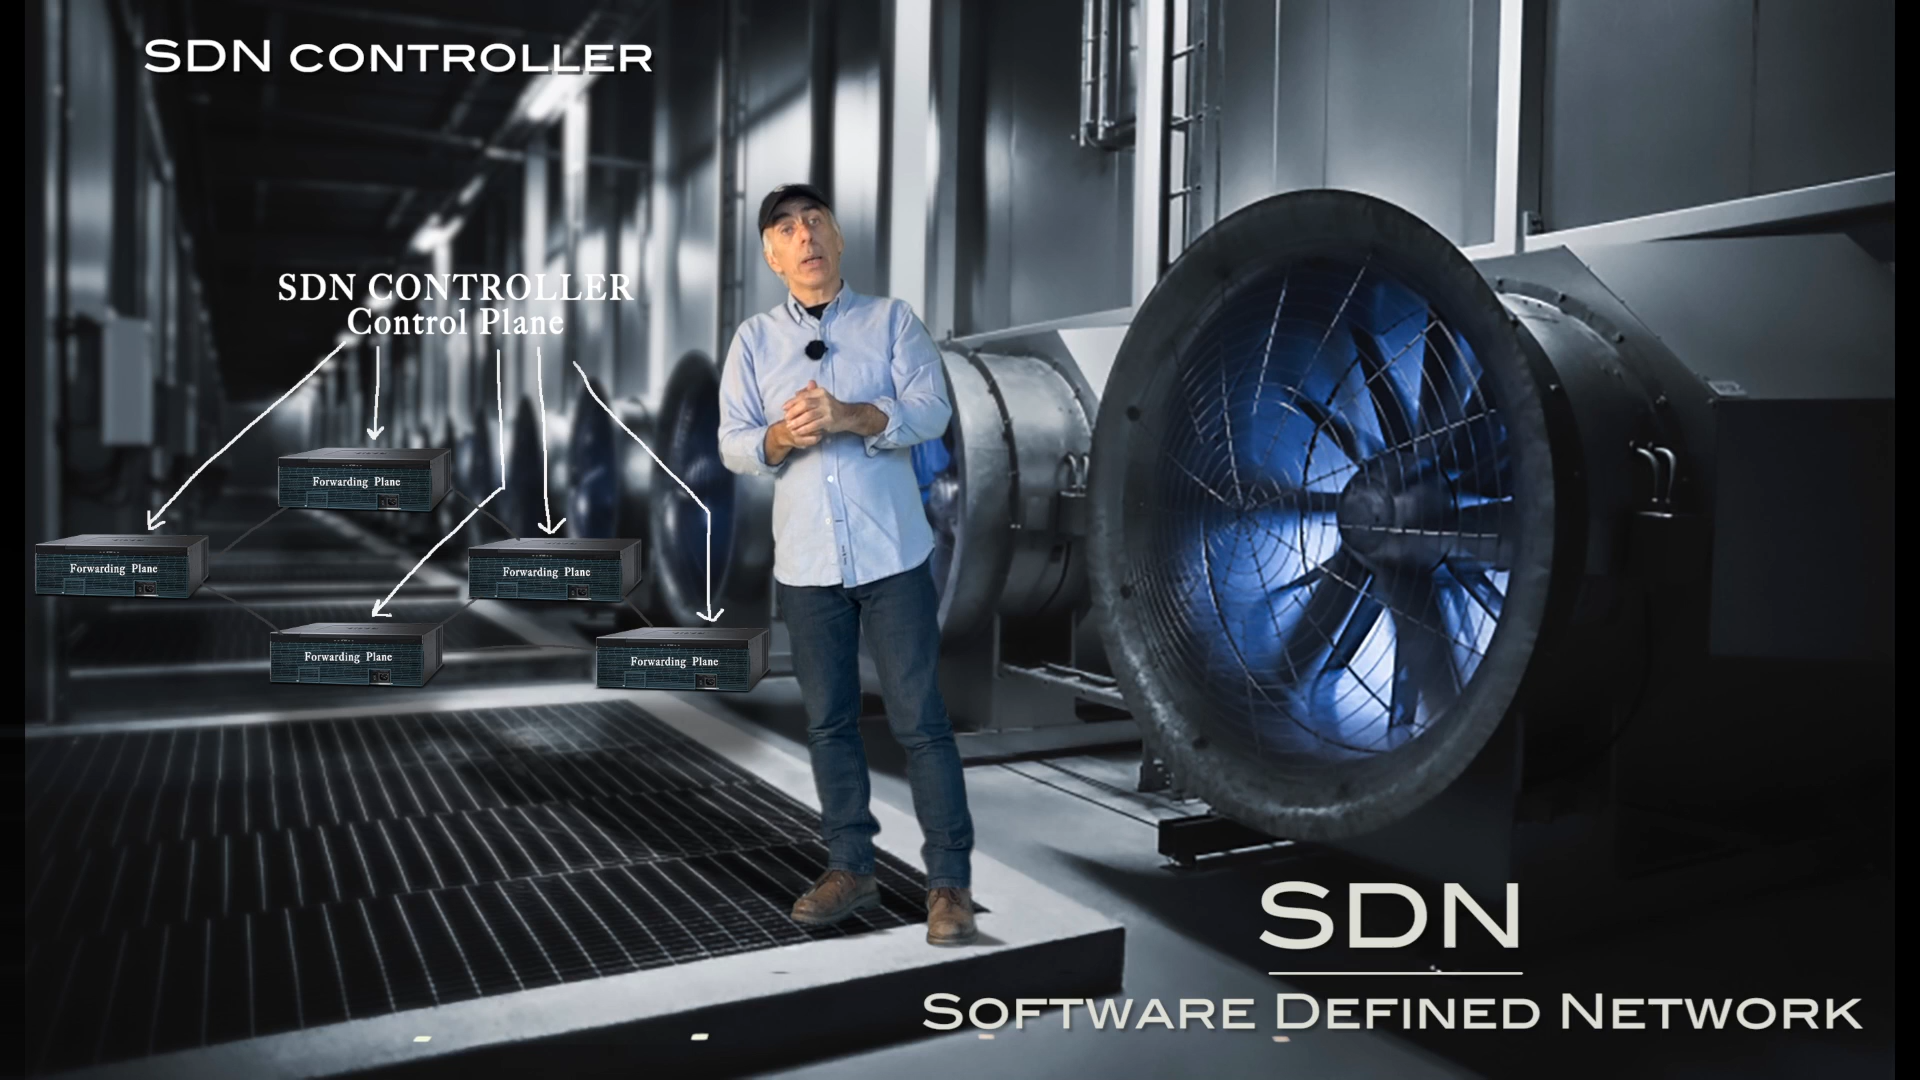 SDN CONTROLLER
SDN CONTROLLER
Control Plane
Forwarding Plane
Forwarding Plane
Forwarding Plane
Forwarding Plane
Forwarding Plane
SDN
SOFTWARE DEFINED NETWORK